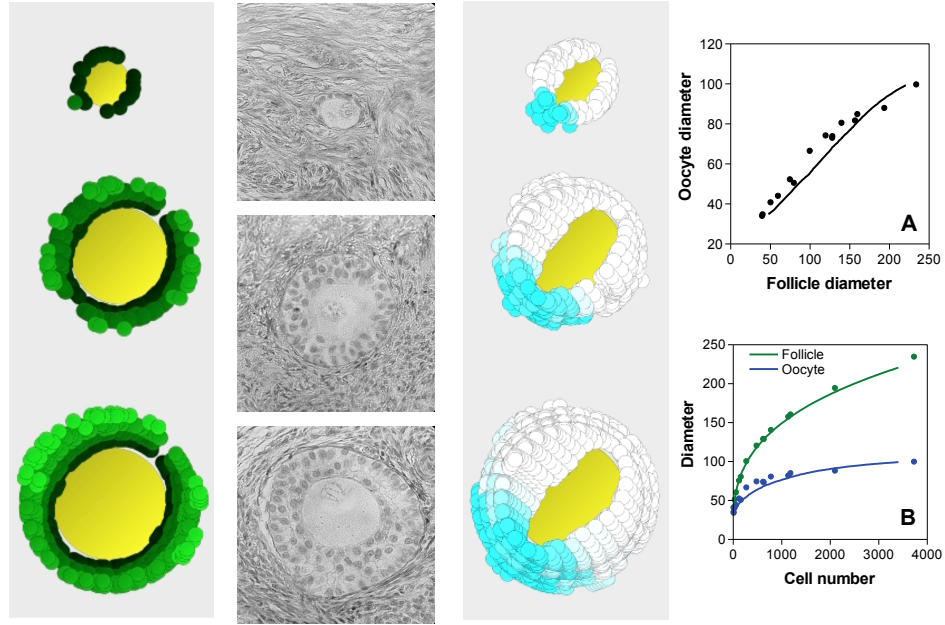 120
100
80
60
40
20
Oocyte diameter
A
0 50 100 150 200 250
Follicle diameter
250
200
150
100
50
0
Diameter
Follicle
Oocyte
B
0 1000 2000 3000 4000
Cell number